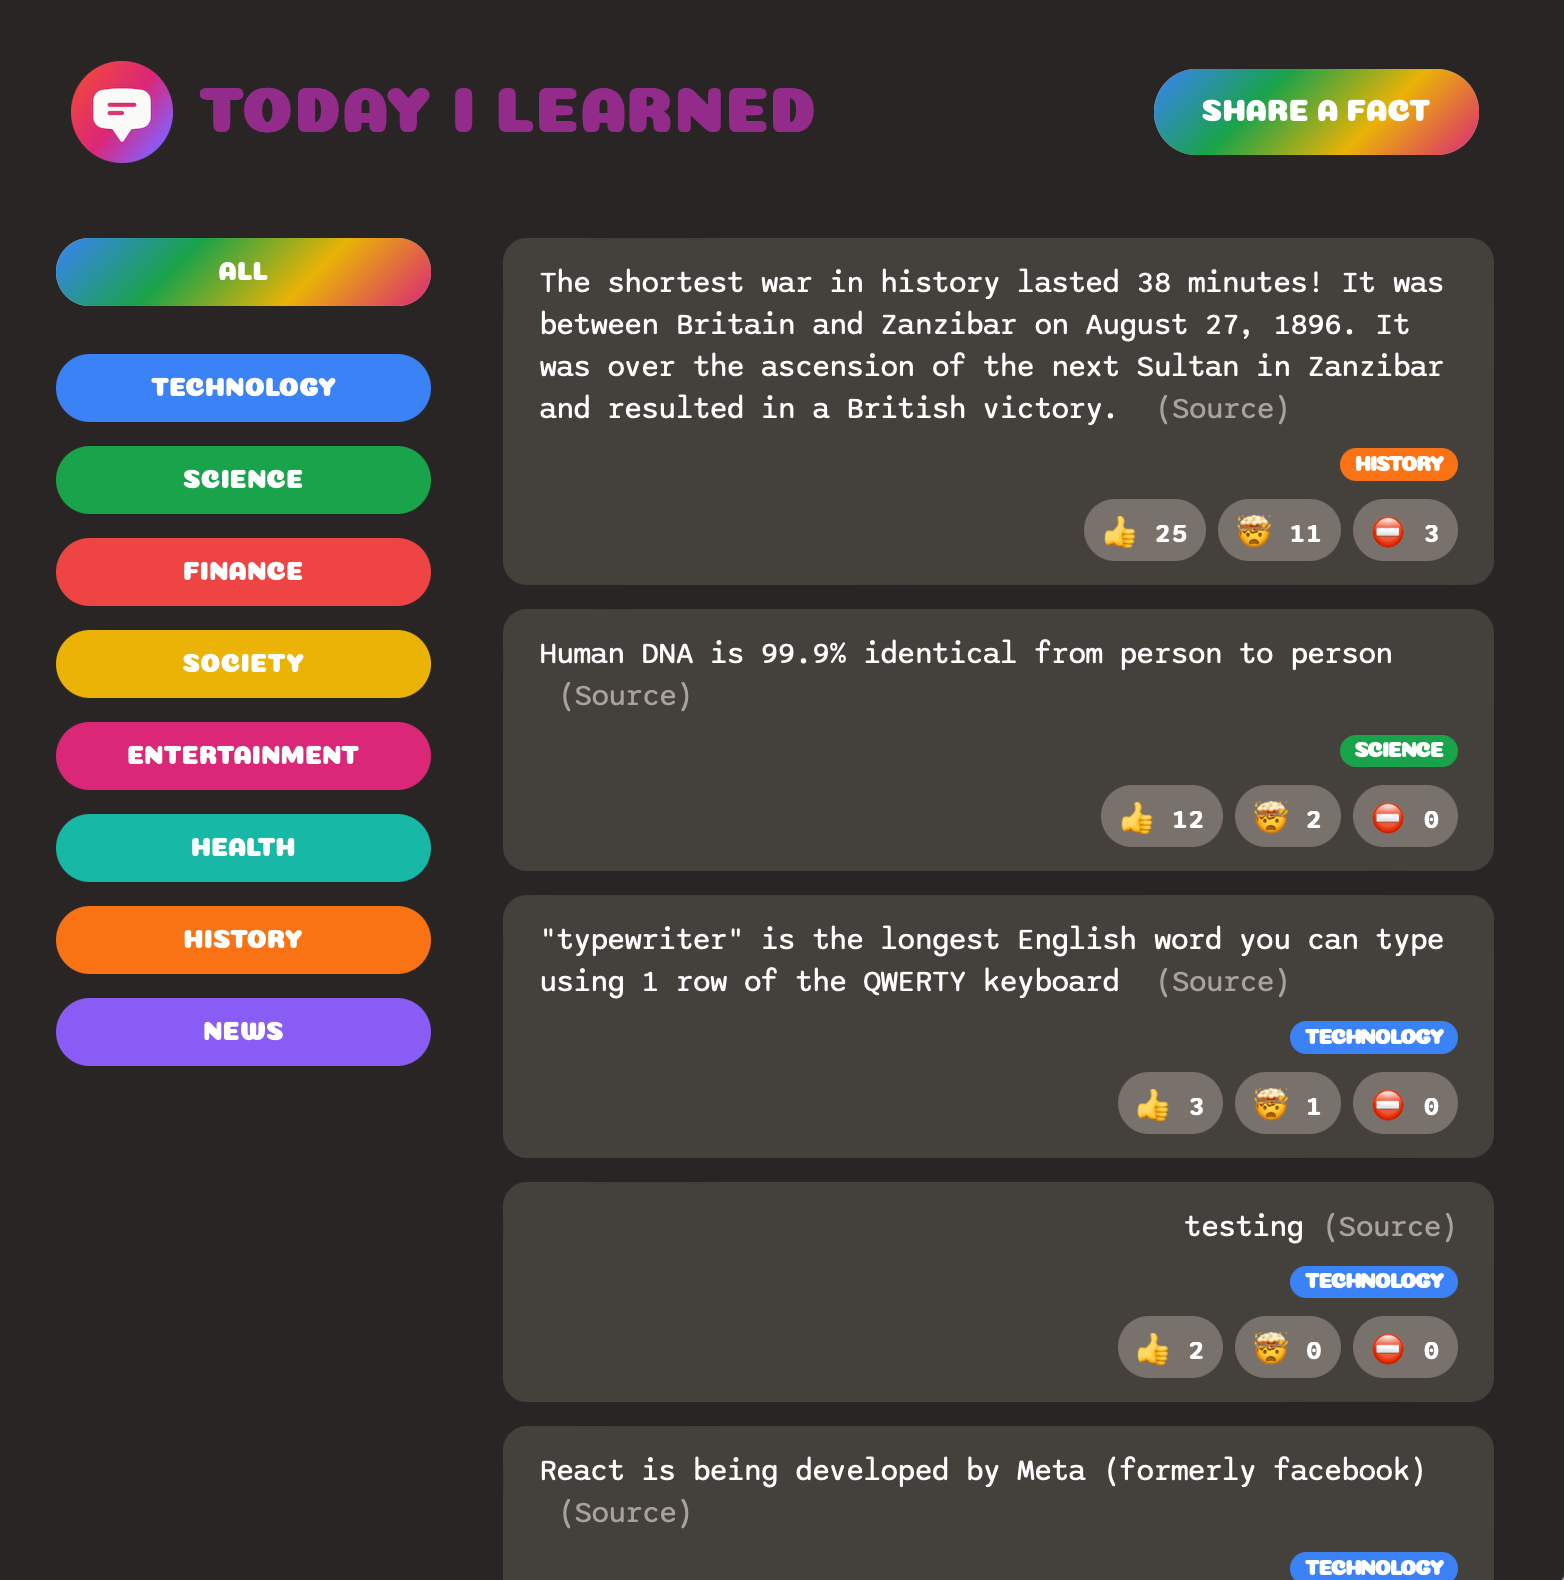 TODAY I LEARNED
SHARE A FACT
ALL
TECHNOLOGY
SCIENCE
FINANCE
SOCIETY
ENTERTAINMENT
HEALTH
HISTORY
NEWS
The shortest war in history lasted 38 minutes! It was
between Britain and Zanzibar on August 27, 1896. It
was over the ascension of the next Sultan in Zanzibar
and resulted in a British victory. (Source)
HISTORY
👍 25 🤯 11 ⛔ 3
Human DNA is 99.9% identical from person to person
(Source)
SCIENCE
👍 12 🤯 2 ⛔ 0
"typewriter" is the longest English word you can type
using 1 row of the QWERTY keyboard (Source)
TECHNOLOGY
👍 3 🤯 1 ⛔ 0
testing (Source)
TECHNOLOGY
👍 2 🤯 0 ⛔ 0
React is being developed by Meta (formerly facebook)
(Source)
TECHNOLOGY